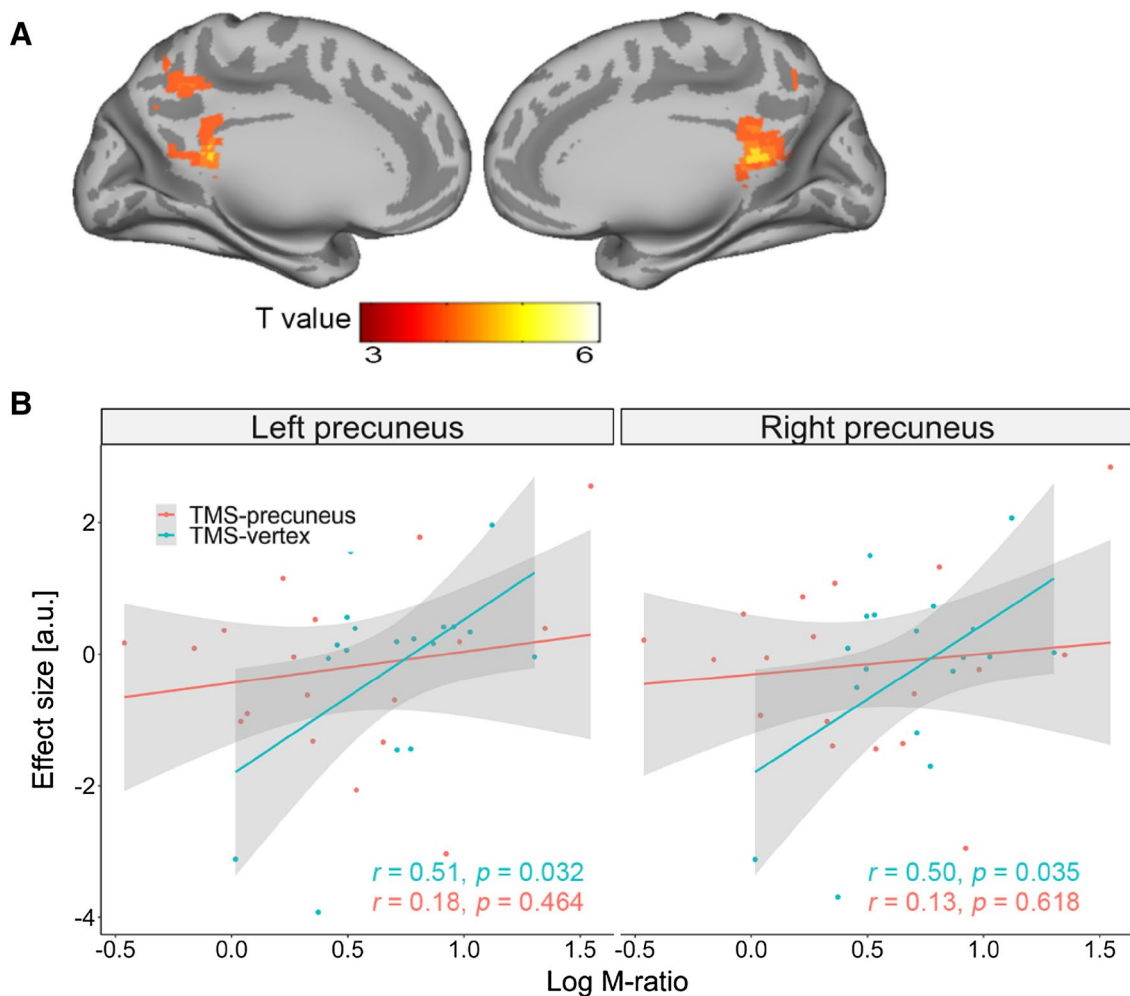 A
T value
3 6
B
Left precuneus Right precuneus
TMS-precuneus
TMS-vertex
Effect size [a.u.]
2
0
-2
-4
r = 0.51, p = 0.032
r = 0.18, p = 0.464
r = 0.50, p = 0.035
r = 0.13, p = 0.618
-0.5 0.0 0.5 1.0 1.5 -0.5 0.0 0.5 1.0 1.5
Log M-ratio